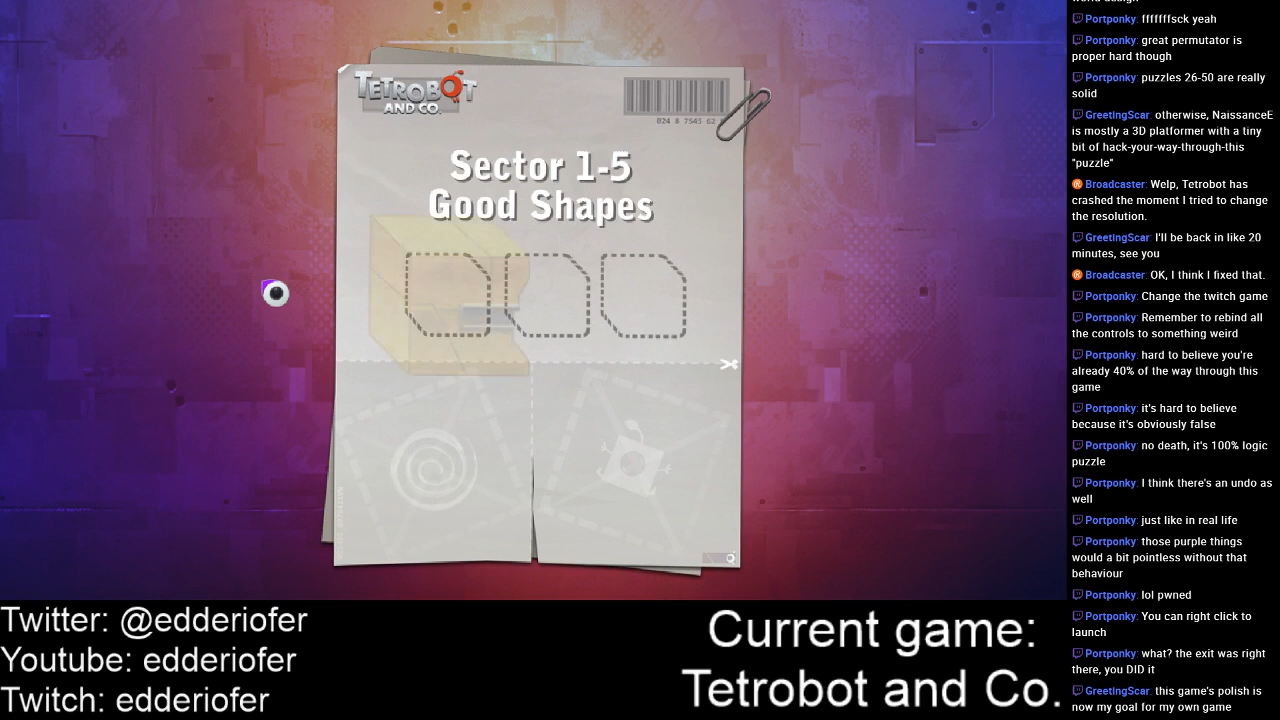 TETROBOT
AND CO.
Sector 1-5
Good Shapes
Twitter: @edderiofer
Youtube: edderiofer
Twitch: edderiofer
Current game:
Tetrobot and Co.
Portponky: fffffffsck yeah
Portponky: great permutator is
proper hard though
Portponky: puzzles 26-50 are really
solid
GreetingScar: otherwise, NaissanceE
is mostly a 3D platformer with a tiny
bit of hack-your-way-through-this
"puzzle"
Broadcaster: Welp, Tetrobot has
crashed the moment I tried to change
the resolution.
GreetingScar: I'll be back in like 20
minutes, see you
Broadcaster: OK, I think I fixed that.
Portponky: Change the twitch game
Portponky: Remember to rebind all
the controls to something weird
Portponky: hard to believe you're
already 40% of the way through this
game
Portponky: it's hard to believe
because it's obviously false
Portponky: no death, it's 100% logic
puzzle
Portponky: I think there's an undo as
well
Portponky: just like in real life
Portponky: those purple things
would a bit pointless without that
behaviour
Portponky: lol pwned
Portponky: You can right click to
launch
Portponky: what? the exit was right
there, you DID it
GreetingScar: this game's polish is
now my goal for my own game